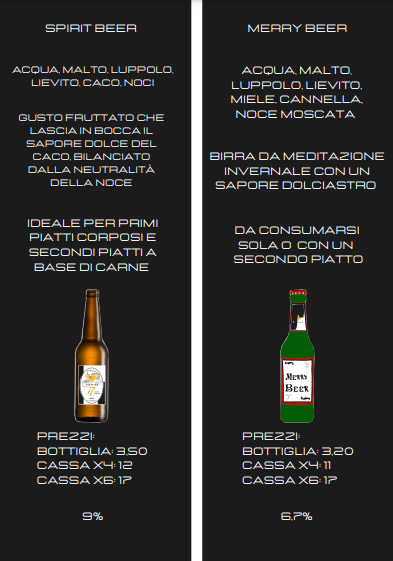 SPIRIT BEER
ACQUA, MALTO, LUPPOLO,
LIEVITO, CACO, NOCI
GUSTO FRUTTATO CHE
LASCIA IN BOCCA IL
SAPORE DOLCE DEL
CACO, BILANCIATO
DALLA NEUTRALITÀ
DELLA NOCE
IDEALE PER PRIMI
PIATTI CORPOSI E
SECONDI PIATTI A
BASE DI CARNE
17
PREZZI:
BOTTIGLIA: 3,50
CASSA X4: 12
CASSA X6: 17
9%
MERRY BEER
ACQUA, MALTO,
LUPPOLO, LIEVITO,
MIELE, CANNELLA,
NOCE MOSCATA
BIRRA DA MEDITAZIONE
INVERNALE CON UN
SAPORE DOLCIASTRO
DA CONSUMARSI
SOLA O CON UN
SECONDO PIATTO
MERRY
BEER
PREZZI:
BOTTIGLIA: 3,20
CASSA X4: 11
CASSA X6: 17
6,7%